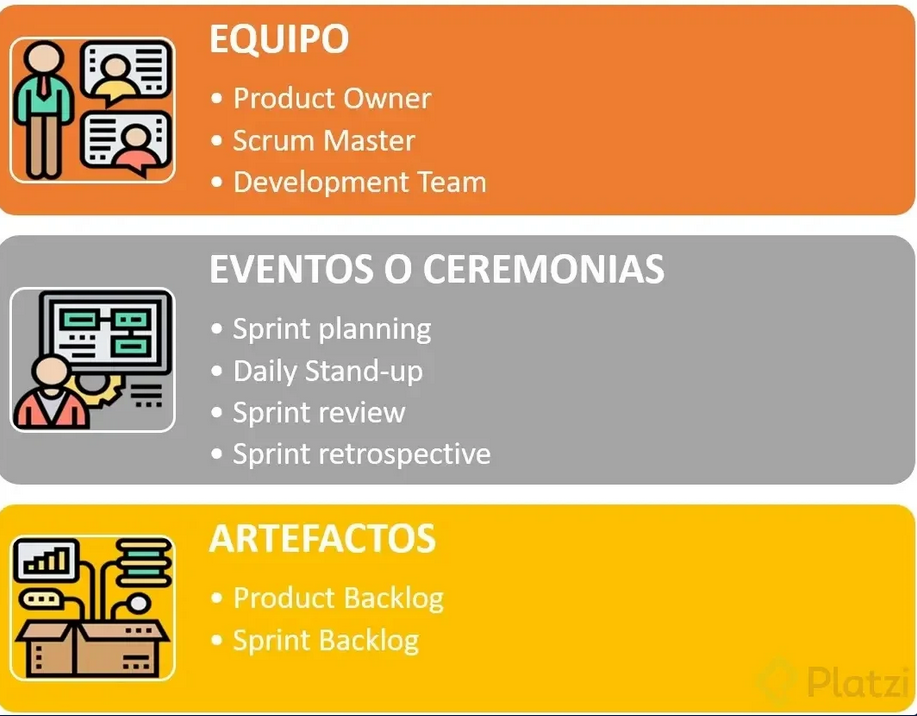 EQUIPO
• Product Owner
• Scrum Master
• Development Team
EVENTOS O CEREMONIAS
• Sprint planning
• Daily Stand-up
• Sprint review
• Sprint retrospective
ARTEFACTOS
• Product Backlog
• Sprint Backlog
Platzi